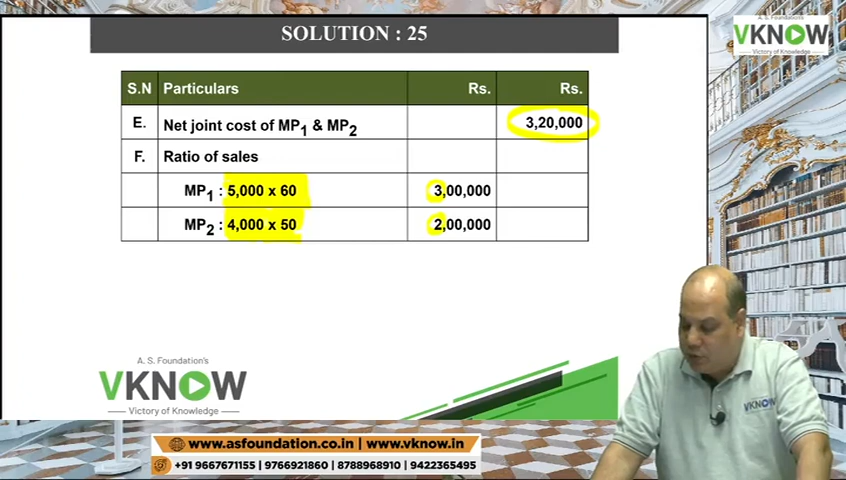 SOLUTION : 25
A. S. Foundation's
VKNOW
Victory of Knowledge
S.N Particulars Rs. Rs.
E. Net joint cost of MP1 & MP2 3,20,000
F. Ratio of sales
MP1 : 5,000 x 60 3,00,000
MP2 : 4,000 x 50 2,00,000
A. S. Foundation's
VKNOW
Victory of Knowledge
VKNOW
www.asfoundation.co.in | www.vknow.in
+91 9667671155 | 9766921860 | 8788968910 | 9422365495